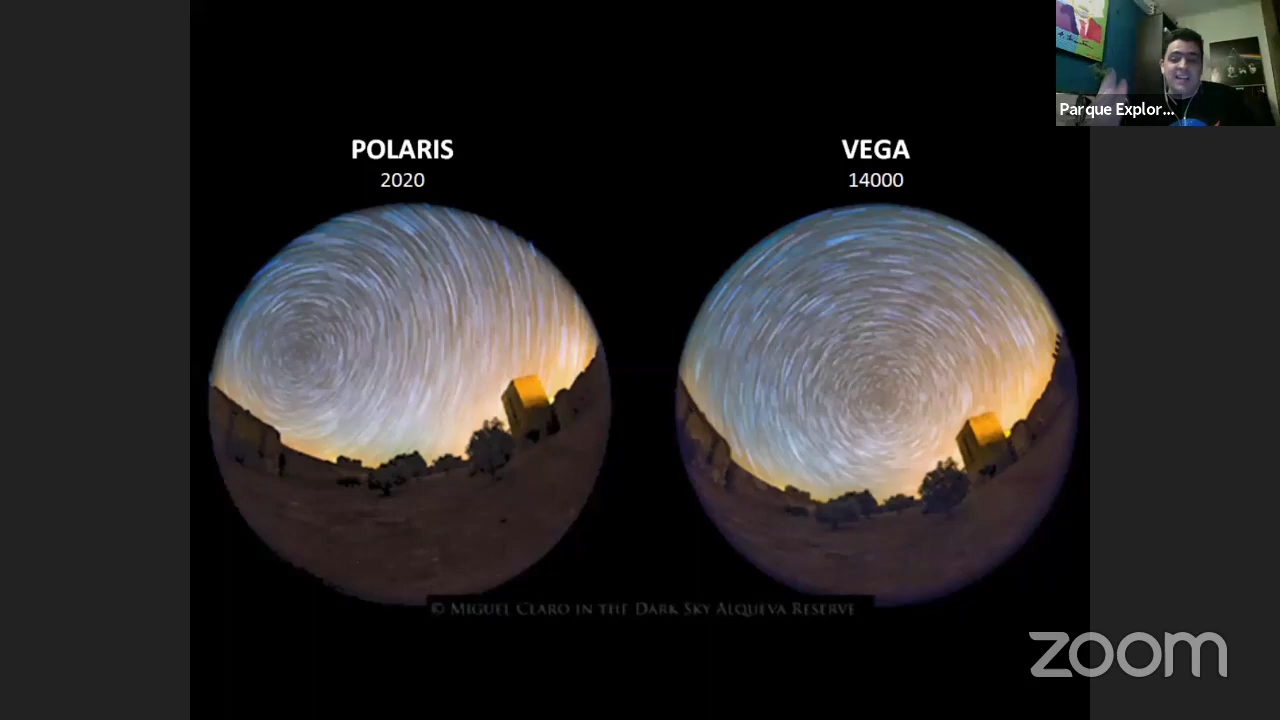 Parque Explor...
POLARIS
2020
VEGA
14000
© MIGUEL CLARO IN THE DARK SKY ALQUEVA RESERVE
zoom